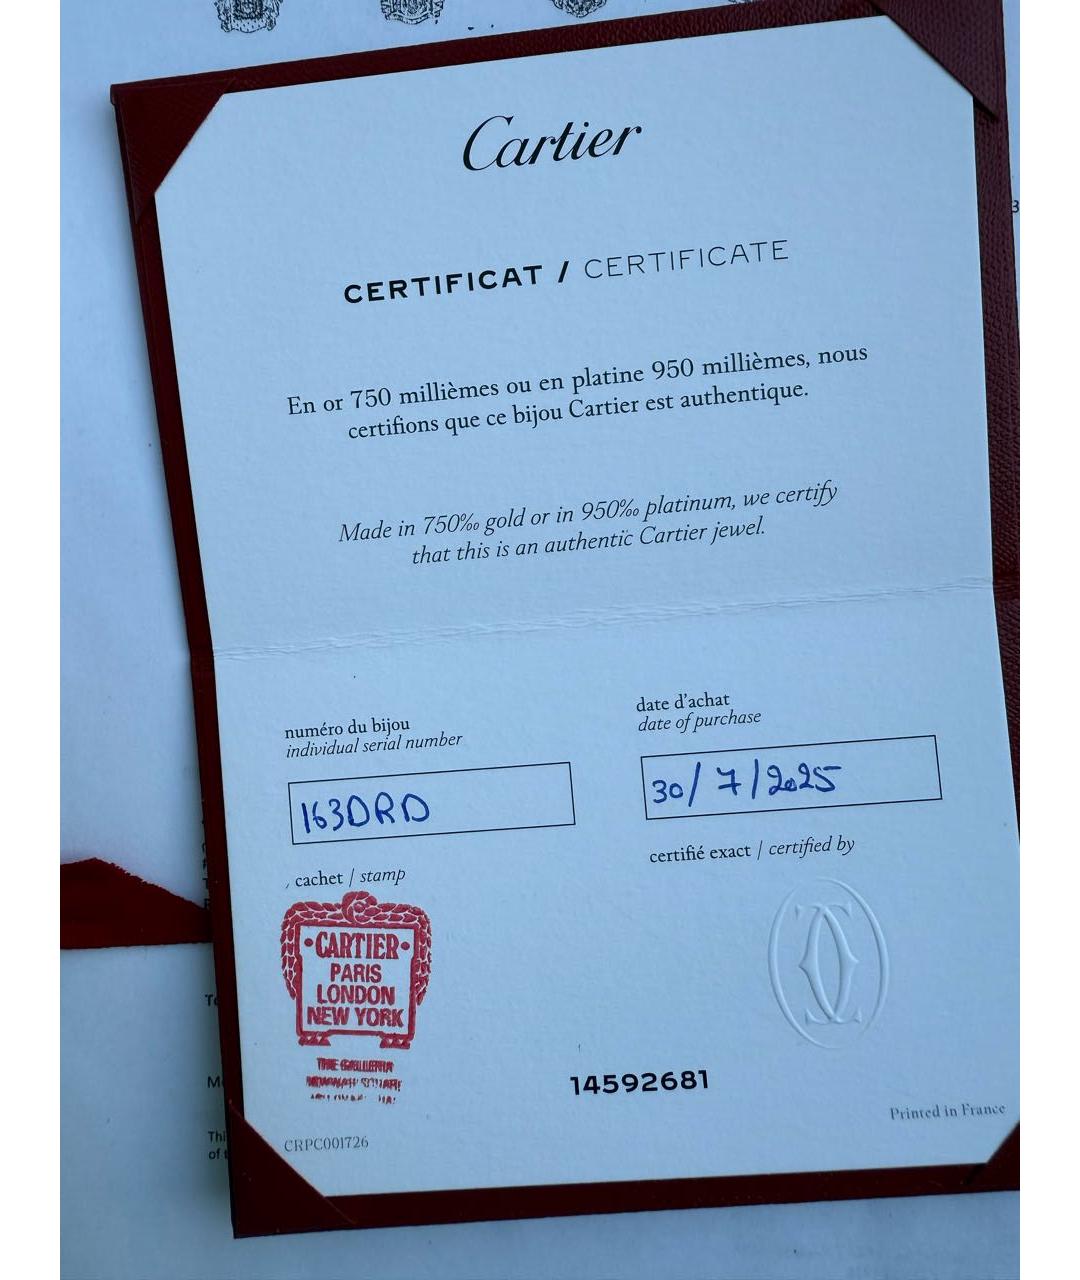 Cartier
CERTIFICAT / CERTIFICATE
En or 750 millièmes ou en platine 950 millièmes, nous
certifions que ce bijou Cartier est authentique.
Made in 750‰ gold or in 950‰ platinum, we certify
that this is an authentic Cartier jewel.
numéro du bijou
individual serial number
163DRD
date d'achat
date of purchase
30/7/2025
cachet / stamp
certifié exact / certified by
•CARTIER•
PARIS
LONDON
NEW YORK
THE GALLERIA
14592681
CRPC001726
Printed in France